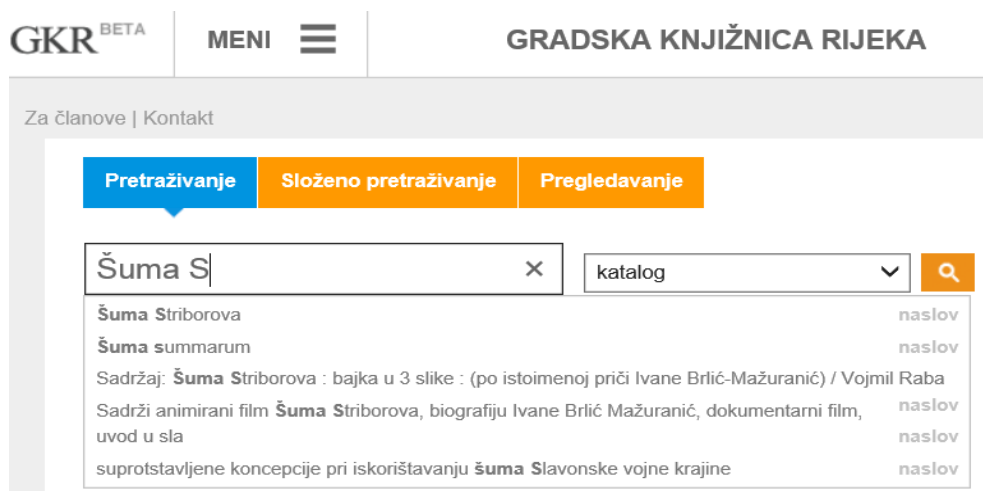 GKR BETA
MENI
GRADSKA KNJIŽNICA RIJEKA
Za članove | Kontakt
Pretraživanje
Složeno pretraživanje
Pregledavanje
Šuma S
katalog
Šuma Striborova naslov
Šuma summarum naslov
Sadržaj: Šuma Striborova : bajka u 3 slike : (po istoimenoj priči Ivane Brlić-Mažuranić) / Vojmil Raba
Sadrži animirani film Šuma Striborova, biografiju Ivane Brlić Mažuranić, dokumentarni film, naslov
uvod u sla naslov
suprotstavljene koncepcije pri iskorištavanju šuma Slavonske vojne krajine naslov